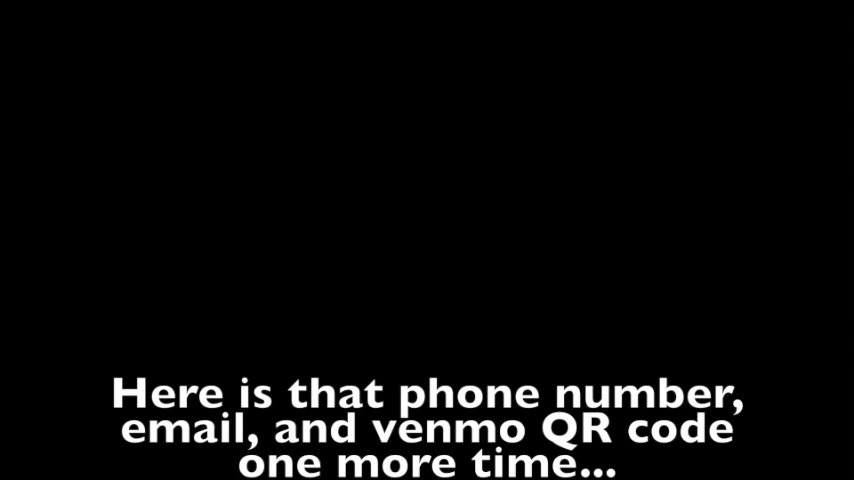 Here is that phone number,
email, and venmo QR code
one more time...